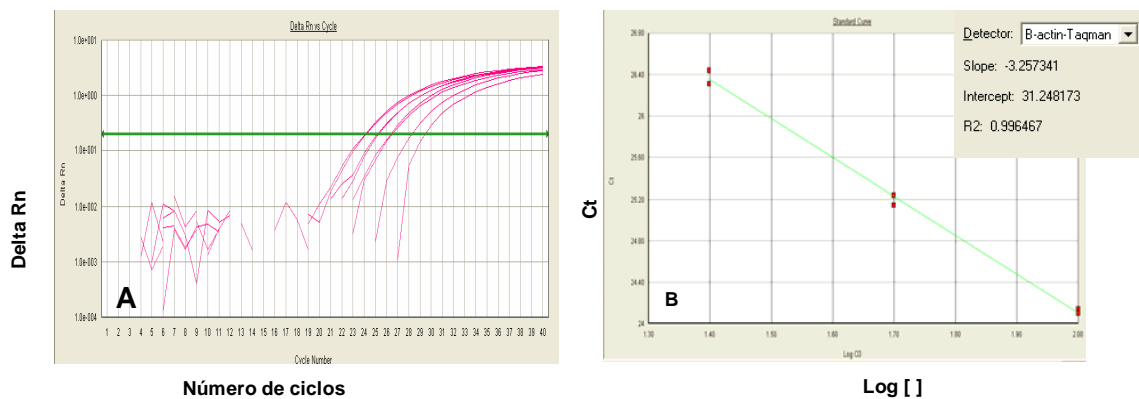 Delta Rn vs Cycle
1.0e+001
1.0e+000
1.0e-001
1.0e-002
1.0e-003
1.0e-004
Delta Rn
Delta Rn
A
1 2 3 4 5 6 7 8 9 10 11 12 13 14 15 16 17 18 19 20 21 22 23 24 25 26 27 28 29 30 31 32 33 34 35 36 37 38 39 40
Cycle Number
Número de ciclos
Standard Curve
Detector: B-actin-Taqman
Slope: -3.257341
Intercept: 31.248173
R2: 0.996467
26.80
26.40
25.60
25.20
24.80
24.40
24
Ct
Ct
B
1.30 1.40 1.50 1.60 1.70 1.80 1.90 2.00
Log CO
Log [ ]